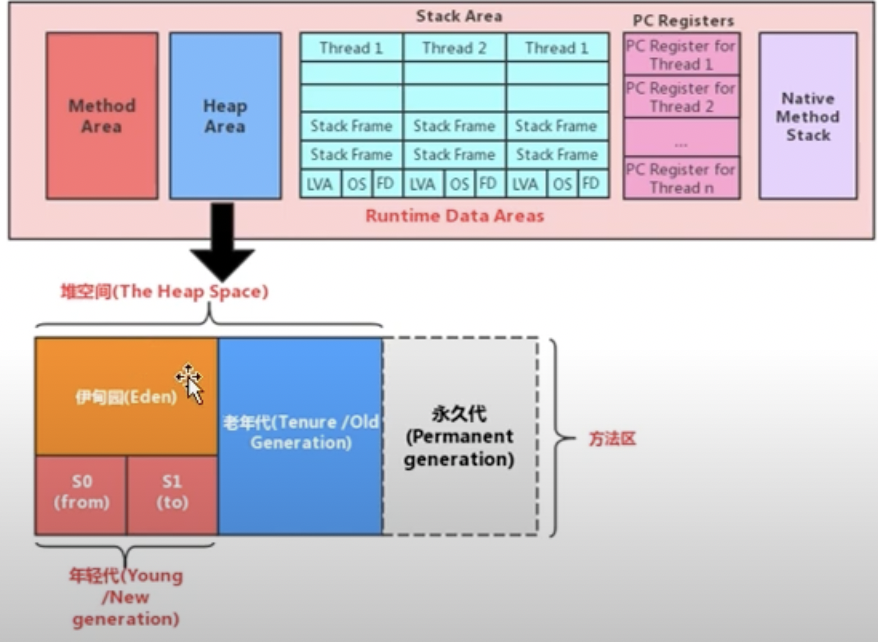 Stack Area
PC Registers
Method
Area
Heap
Area
Thread 1
Thread 2
Thread 1
Stack Frame
Stack Frame
Stack Frame
Stack Frame
Stack Frame
Stack Frame
LVA
OS
FD
LVA
OS
FD
LVA
OS
FD
PC Register for
Thread 1
PC Register for
Thread 2
...
PC Register for
Thread n
Native
Method
Stack
Runtime Data Areas
堆空间(The Heap Space)
伊甸园(Eden)
S0
(from)
S1
(to)
老年代(Tenure /Old
Generation)
永久代
(Permanent
generation)
方法区
年轻代(Young
/New
generation)